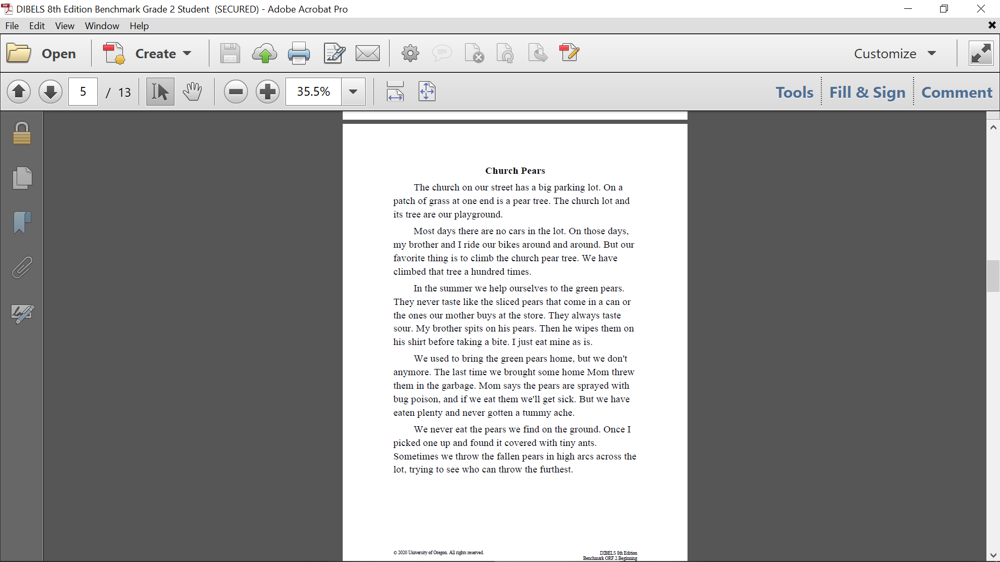 DIBELS 8th Edition Benchmark Grade 2 Student (SECURED) - Adobe Acrobat Pro
File Edit View Window Help
Open Create Customize
5 / 13 35.5% Tools Fill & Sign Comment
Church Pears
The church on our street has a big parking lot. On a
patch of grass at one end is a pear tree. The church lot and
its tree are our playground.
Most days there are no cars in the lot. On those days,
my brother and I ride our bikes around and around. But our
favorite thing is to climb the church pear tree. We have
climbed that tree a hundred times.
In the summer we help ourselves to the green pears.
They never taste like the sliced pears that come in a can or
the ones our mother buys at the store. They always taste
sour. My brother spits on his pears. Then he wipes them on
his shirt before taking a bite. I just eat mine as is.
We used to bring the green pears home, but we don't
anymore. The last time we brought some home Mom threw
them in the garbage. Mom says the pears are sprayed with
bug poison, and if we eat them we'll get sick. But we have
eaten plenty and never gotten a tummy ache.
We never eat the pears we find on the ground. Once I
picked one up and found it covered with tiny ants.
Sometimes we throw the fallen pears in high arcs across the
lot, trying to see who can throw the furthest.
© 2020 University of Oregon. All rights reserved.
DIBELS 8th Edition
Benchmark ORF.2.Beginning